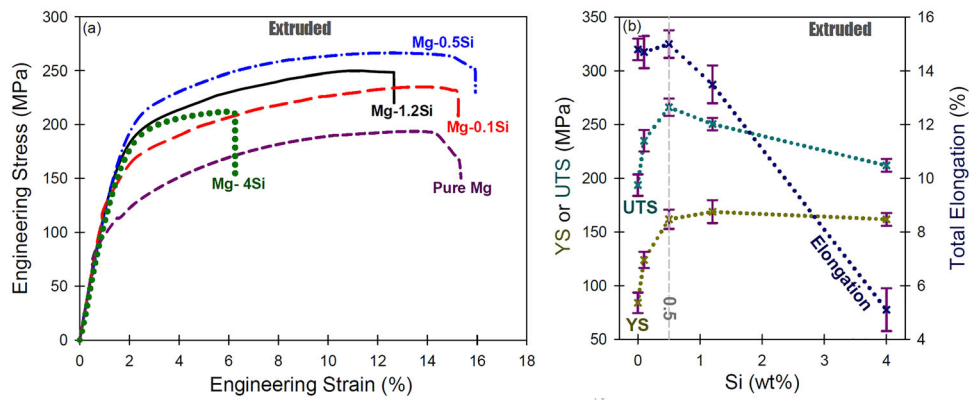 (a)
Extruded
Engineering Stress (MPa)
300
250
200
150
100
50
0
Mg-0.5Si
Mg-1.2Si
Mg-0.1Si
Mg- 4Si
Pure Mg
0 2 4 6 8 10 12 14 16 18
Engineering Strain (%)
(b)
Extruded
YS or UTS (MPa)
350
300
250
200
150
100
50
UTS
YS
0.5
Elongation
0 1 2 3 4
Si (wt%)
16
14
12
10
8
6
4
Total Elongation (%)